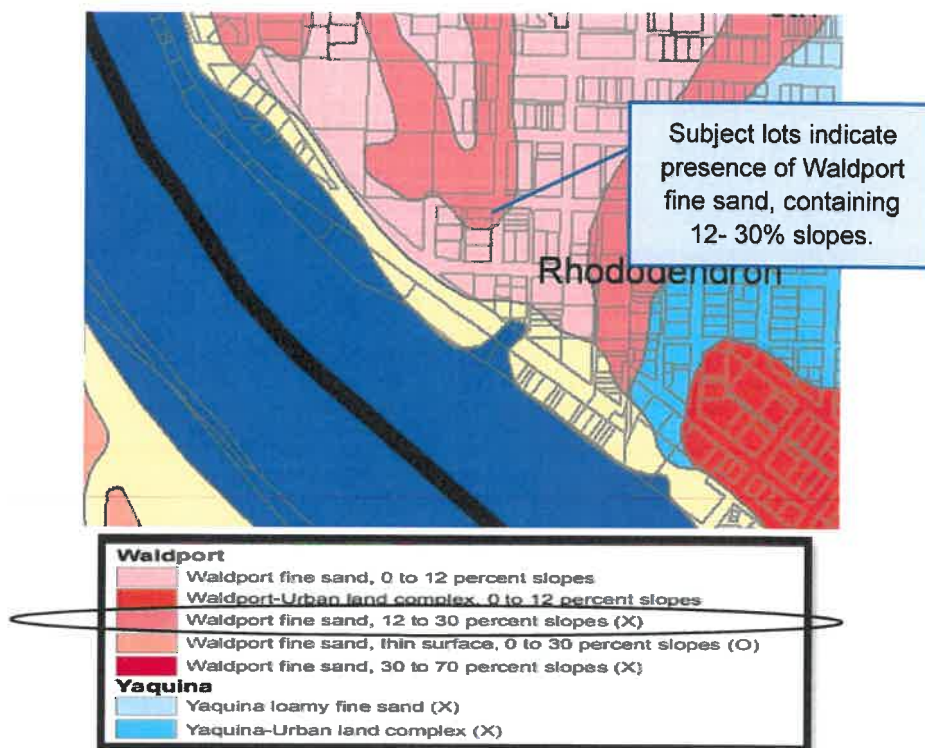 Subject lots indicate
presence of Waldport
fine sand, containing
12- 30% slopes.
Rhododendron
Waldport
Waldport fine sand, 0 to 12 percent slopes
Waldport-Urban land complex, 0 to 12 percent slopes
Waldport fine sand, 12 to 30 percent slopes (X)
Waldport fine sand, thin surface, 0 to 30 percent slopes (O)
Waldport fine sand, 30 to 70 percent slopes (X)
Yaquina
Yaquina loamy fine sand (X)
Yaquina-Urban land complex (X)